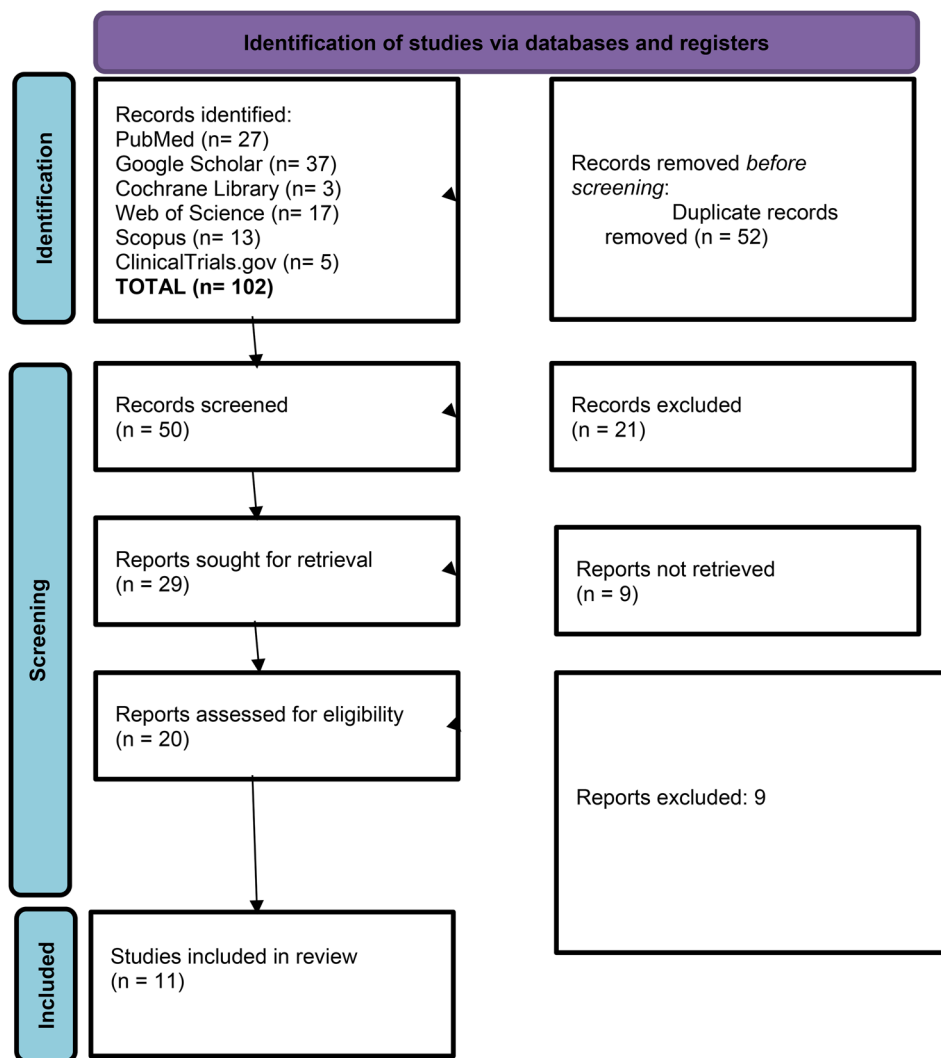 Identification of studies via databases and registers
Identification
Records identified:
PubMed (n= 27)
Google Scholar (n= 37)
Cochrane Library (n= 3)
Web of Science (n= 17)
Scopus (n= 13)
ClinicalTrials.gov (n= 5)
TOTAL (n= 102)
Records removed before
screening:
Duplicate records
removed (n = 52)
Screening
Records screened
(n = 50)
Records excluded
(n = 21)
Reports sought for retrieval
(n = 29)
Reports not retrieved
(n = 9)
Reports assessed for eligibility
(n = 20)
Reports excluded: 9
Included
Studies included in review
(n = 11)